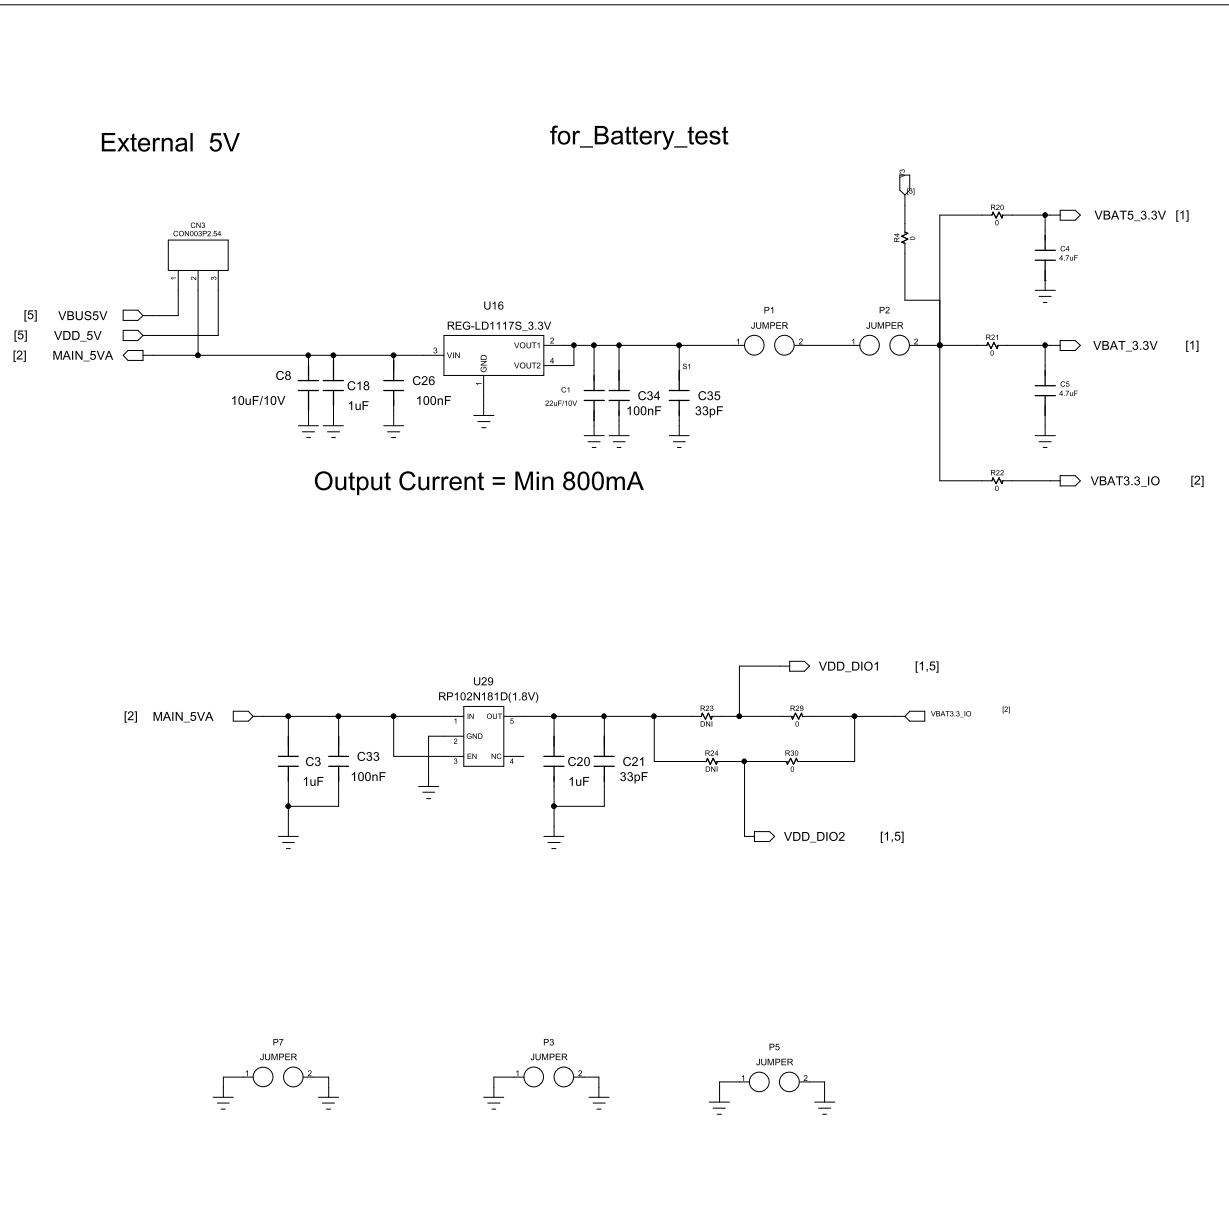 External 5V
for_Battery_test
V3
[3]
R4
0
R20
0
VBAT5_3.3V [1]
C4
4.7uF
CN3
CON003P2.54
1
2
3
[5] VBUS5V
[5] VDD_5V
[2] MAIN_5VA
U16
REG-LD1117S_3.3V
3
VIN
GND
1
VOUT1
2
VOUT2
4
C8
10uF/10V
C18
1uF
C26
100nF
C1
22uF/10V
C34
100nF
S1
C35
33pF
P1
JUMPER
1
2
P2
JUMPER
1
2
R21
0
VBAT_3.3V [1]
C5
4.7uF
R22
0
VBAT3.3_IO [2]
Output Current = Min 800mA
VDD_DIO1 [1,5]
[2] MAIN_5VA
U29
RP102N181D(1.8V)
1
IN
OUT
5
2
GND
3
EN
NC
4
C3
1uF
C33
100nF
C20
1uF
C21
33pF
R23
DNI
R29
0
VBAT3.3_IO [2]
R24
DNI
R30
0
VDD_DIO2 [1,5]
P7
JUMPER
1
2
P3
JUMPER
1
2
P5
JUMPER
1
2